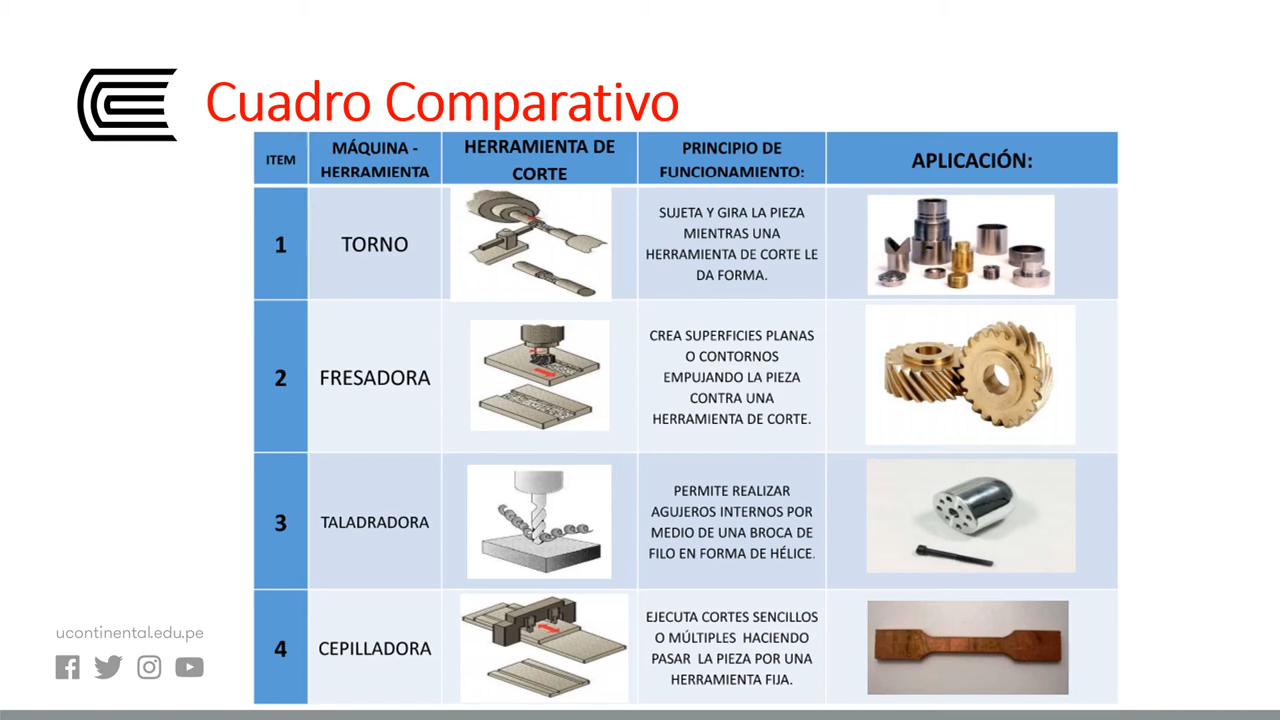 Cuadro Comparativo
ITEM
MÁQUINA -
HERRAMIENTA
HERRAMIENTA DE
CORTE
PRINCIPIO DE
FUNCIONAMIENTO:
APLICACIÓN:
1
TORNO
SUJETA Y GIRA LA PIEZA
MIENTRAS UNA
HERRAMIENTA DE CORTE LE
DA FORMA.
2
FRESADORA
CREA SUPERFICIES PLANAS
O CONTORNOS
EMPUJANDO LA PIEZA
CONTRA UNA
HERRAMIENTA DE CORTE.
3
TALADRADORA
PERMITE REALIZAR
AGUJEROS INTERNOS POR
MEDIO DE UNA BROCA DE
FILO EN FORMA DE HÉLICE.
4
CEPILLADORA
EJECUTA CORTES SENCILLOS
O MÚLTIPLES HACIENDO
PASAR LA PIEZA POR UNA
HERRAMIENTA FIJA.
ucontinental.edu.pe